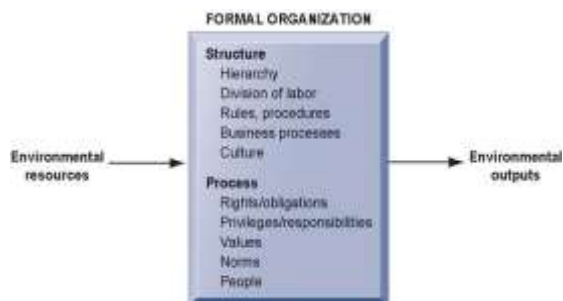 FORMAL ORGANIZATION
Structure
Hierarchy
Division of labor
Rules, procedures
Business processes
Culture
Process
Rights/obligations
Privileges/responsibilities
Values
Norms
People
Environmental
resources
Environmental
outputs